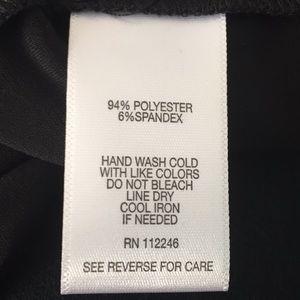 94% POLYESTER
6%SPANDEX
HAND WASH COLD
WITH LIKE COLORS
DO NOT BLEACH
LINE DRY
COOL IRON
IF NEEDED
RN 112246
SEE REVERSE FOR CARE